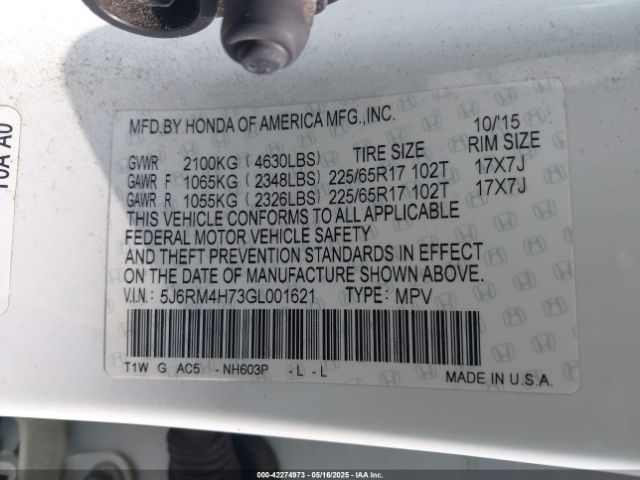 MFD.BY HONDA OF AMERICA MFG.,INC. 10/'15
GVWR 2100KG (4630LBS) TIRE SIZE RIM SIZE
GAWR F 1065KG (2348LBS) 225/65R17 102T 17X7J
GAWR R 1055KG (2326LBS) 225/65R17 102T 17X7J
THIS VEHICLE CONFORMS TO ALL APPLICABLE
FEDERAL MOTOR VEHICLE SAFETY
AND THEFT PREVENTION STANDARDS IN EFFECT
ON THE DATE OF MANUFACTURE SHOWN ABOVE.
V.I.N.: 5J6RM4H73GL001621 TYPE: MPV
T1W G AC5 -NH603P -L -L
MADE IN U.S.A.
000-42274973 - 05/16/2025 - IAA Inc.